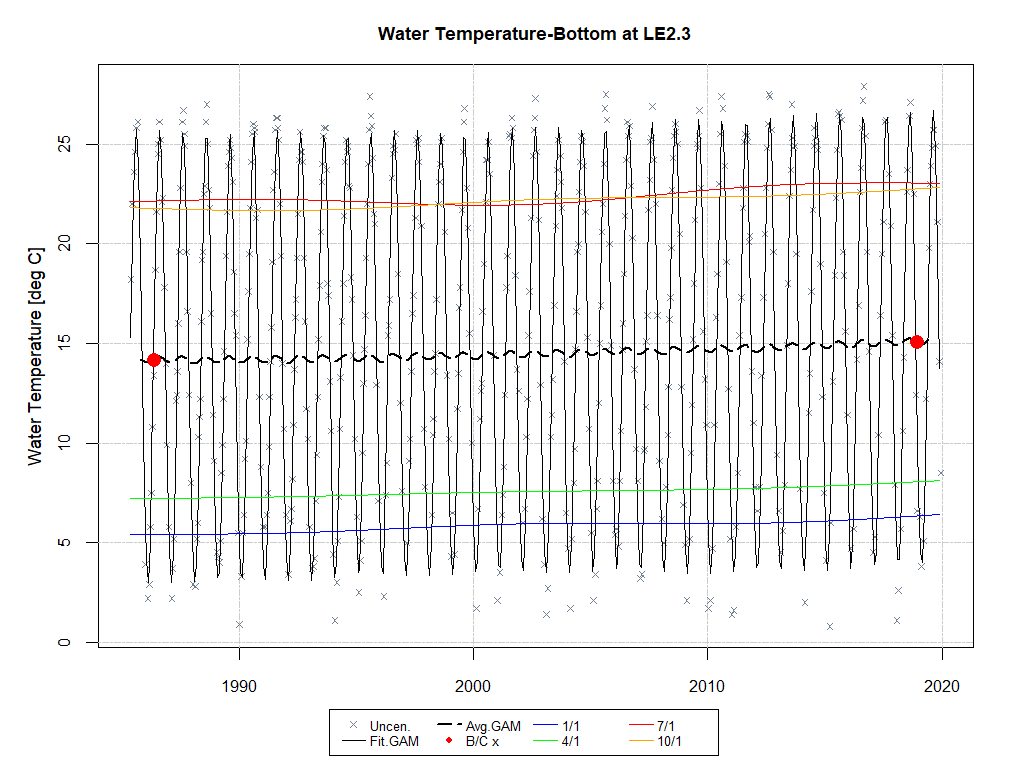 Water Temperature-Bottom at LE2.3
Water Temperature [deg C]
25
20
15
10
5
0
1990 2000 2010 2020
Uncen. Avg.GAM 1/1 7/1
Fit.GAM B/C x 4/1 10/1